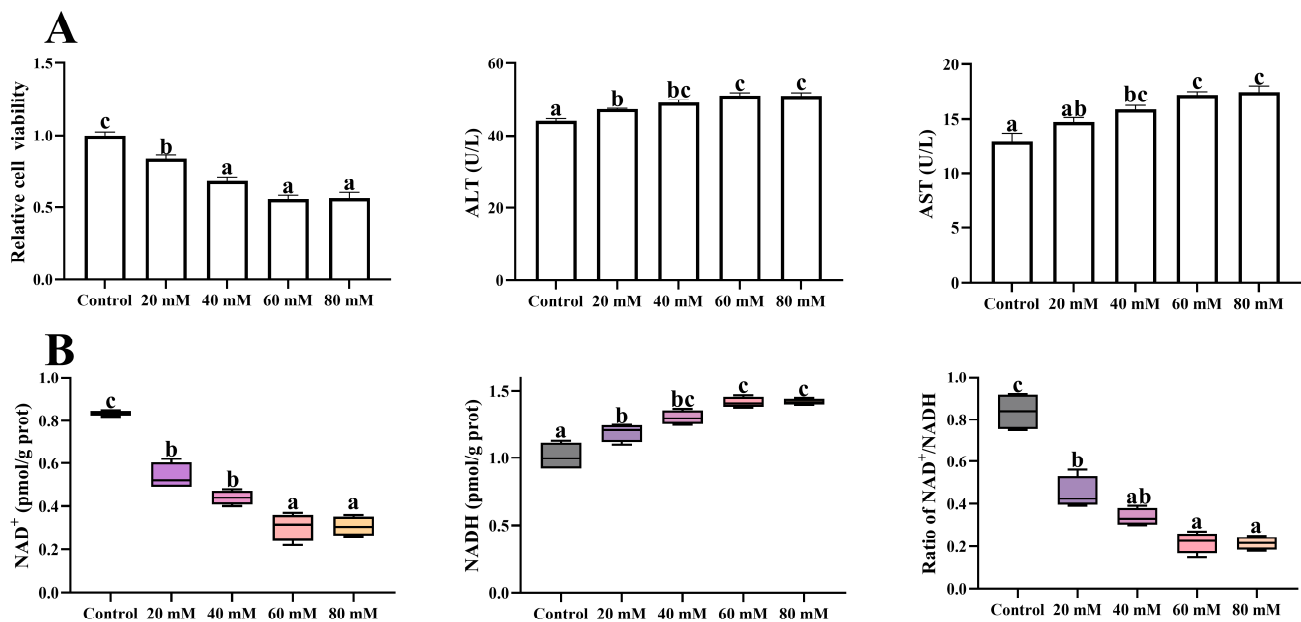 A
Relative cell viability
1.5
1.0
0.5
0.0
c
b
a
a
a
Control 20 mM 40 mM 60 mM 80 mM
ALT (U/L)
60
40
20
0
a
b
bc
c
c
Control 20 mM 40 mM 60 mM 80 mM
AST (U/L)
20
15
10
5
0
a
ab
bc
c
c
Control 20 mM 40 mM 60 mM 80 mM
B
NAD⁺ (pmol/g prot)
1.0
0.8
0.6
0.4
0.2
0.0
c
b
b
a
a
Control 20 mM 40 mM 60 mM 80 mM
NADH (pmol/g prot)
1.5
1.0
0.5
0.0
a
b
bc
c
c
Control 20 mM 40 mM 60 mM 80 mM
Ratio of NAD⁺/NADH
1.0
0.8
0.6
0.4
0.2
0.0
c
b
ab
a
a
Control 20 mM 40 mM 60 mM 80 mM